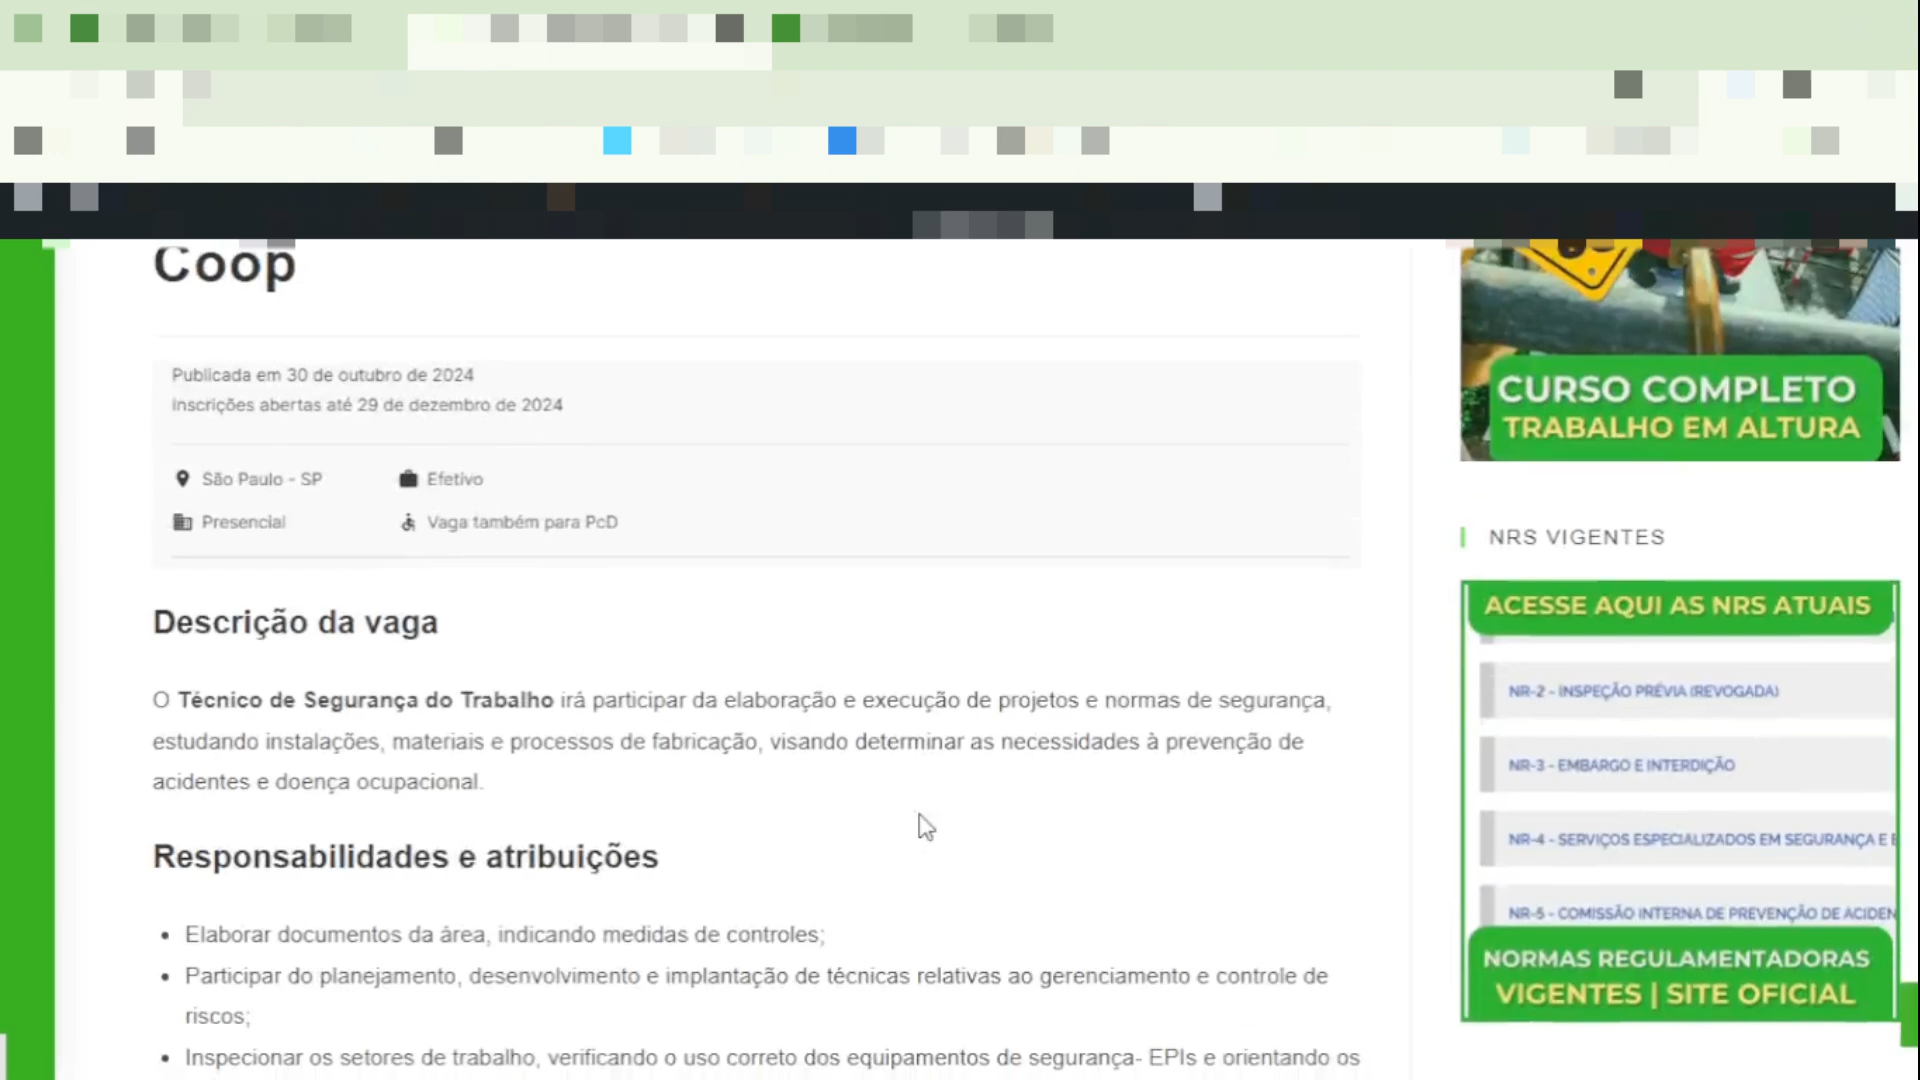 Coop
Publicada em 30 de outubro de 2024
Inscrições abertas até 29 de dezembro de 2024
São Paulo - SP
Efetivo
Presencial
Vaga também para PcD
Descrição da vaga
O Técnico de Segurança do Trabalho irá participar da elaboração e execução de projetos e normas de segurança,
estudando instalações, materiais e processos de fabricação, visando determinar as necessidades à prevenção de
acidentes e doença ocupacional.
Responsabilidades e atribuições
Elaborar documentos da área, indicando medidas de controles;
Participar do planejamento, desenvolvimento e implantação de técnicas relativas ao gerenciamento e controle de
riscos;
Inspecionar os setores de trabalho, verificando o uso correto dos equipamentos de segurança- EPIs e orientando os
CURSO COMPLETO
TRABALHO EM ALTURA
NRS VIGENTES
ACESSE AQUI AS NRS ATUAIS
NR-2 - INSPEÇÃO PRÉVIA (REVOGADA)
NR-3 - EMBARGO E INTERDIÇÃO
NR-4 - SERVIÇOS ESPECIALIZADOS EM SEGURANÇA E
NR-5 - COMISSÃO INTERNA DE PREVENÇÃO DE ACIDEN
NORMAS REGULAMENTADORAS
VIGENTES | SITE OFICIAL